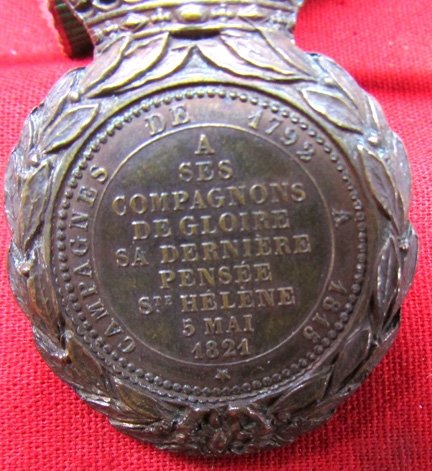 CAMPAGNES DE 1792 A 1815
A
SES
COMPAGNONS
DE GLOIRE
SA DERNIÈRE
PENSÉE
STE HÉLÈNE
5 MAI
1821